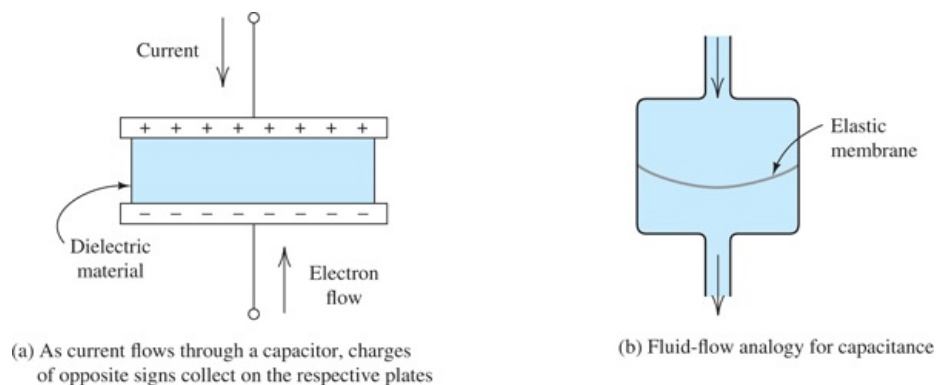 Current
+ + + + + + + +
− − − − − − − −
Dielectric
material
Electron
flow
(a) As current flows through a capacitor, charges
of opposite signs collect on the respective plates
Elastic
membrane
(b) Fluid-flow analogy for capacitance